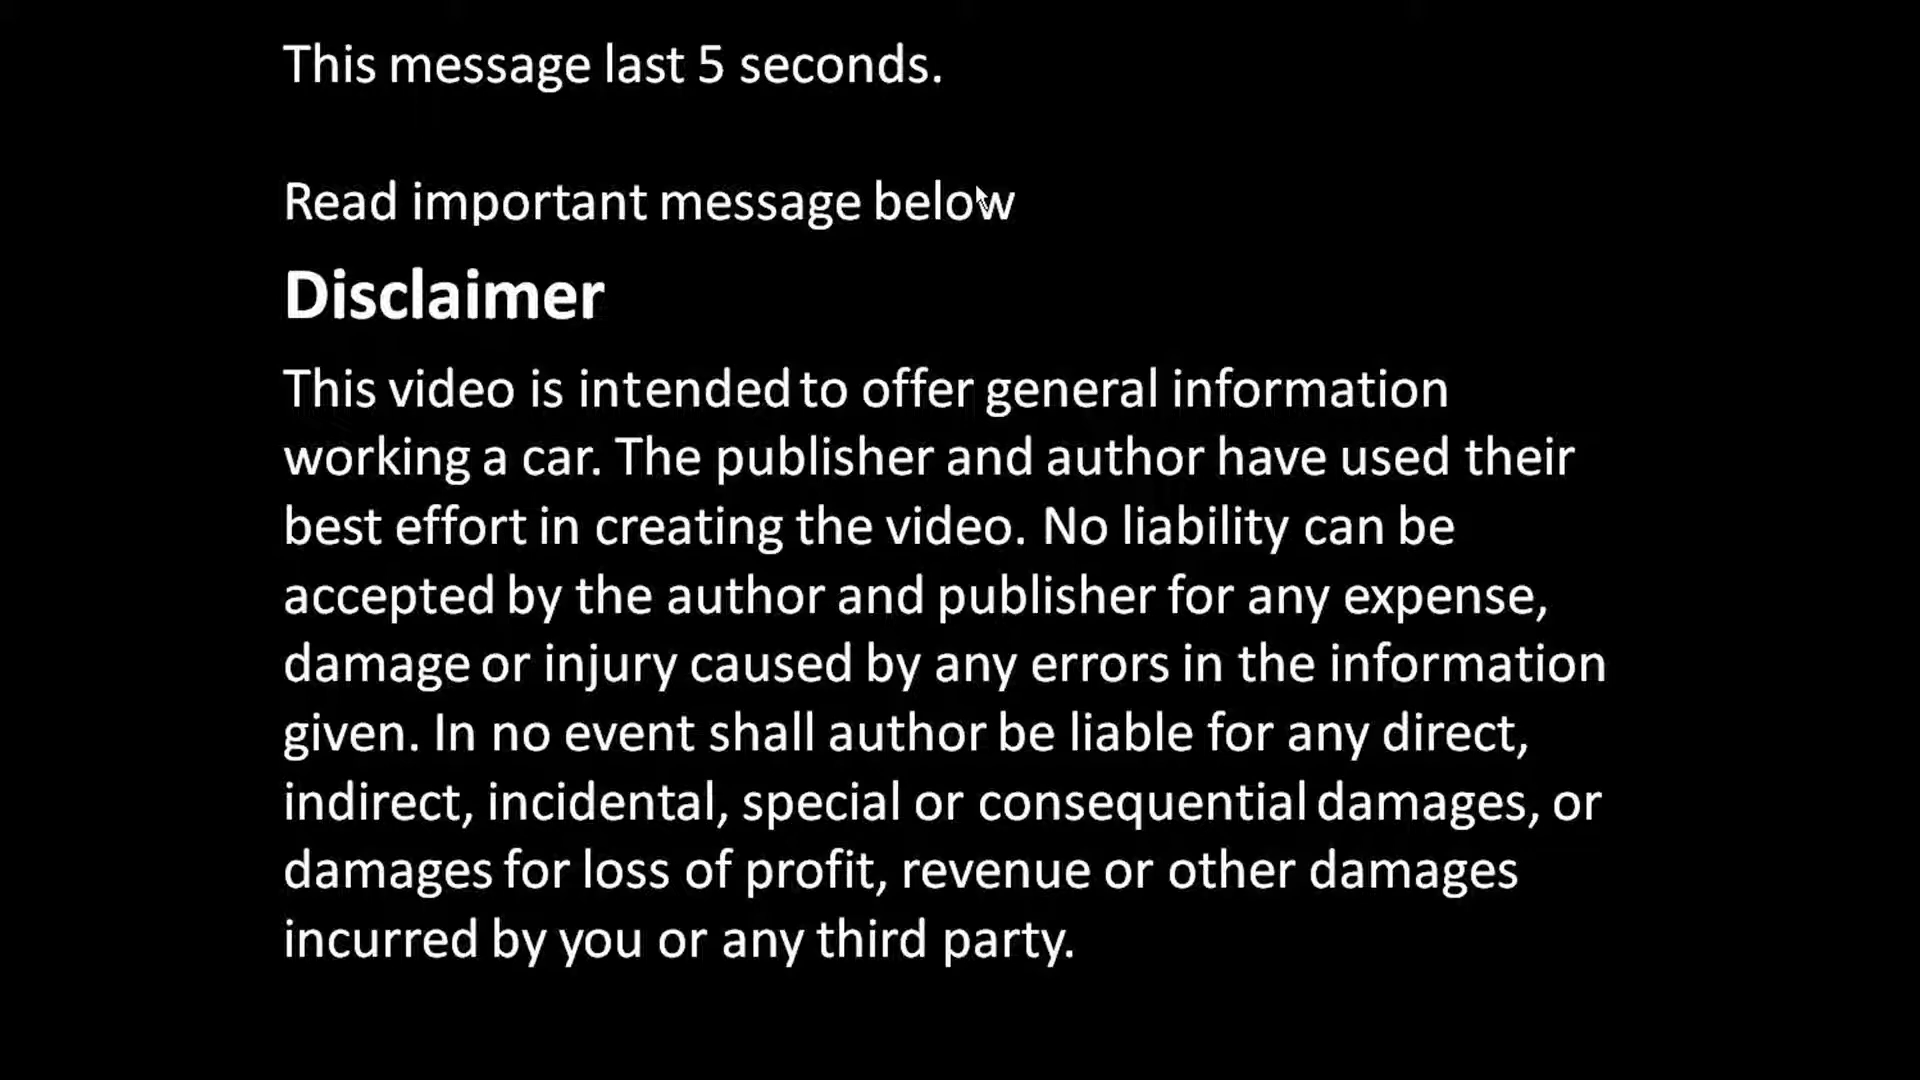 This message last 5 seconds.
Read important message below
Disclaimer
This video is intended to offer general information
working a car. The publisher and author have used their
best effort in creating the video. No liability can be
accepted by the author and publisher for any expense,
damage or injury caused by any errors in the information
given. In no event shall author be liable for any direct,
indirect, incidental, special or consequential damages, or
damages for loss of profit, revenue or other damages
incurred by you or any third party.